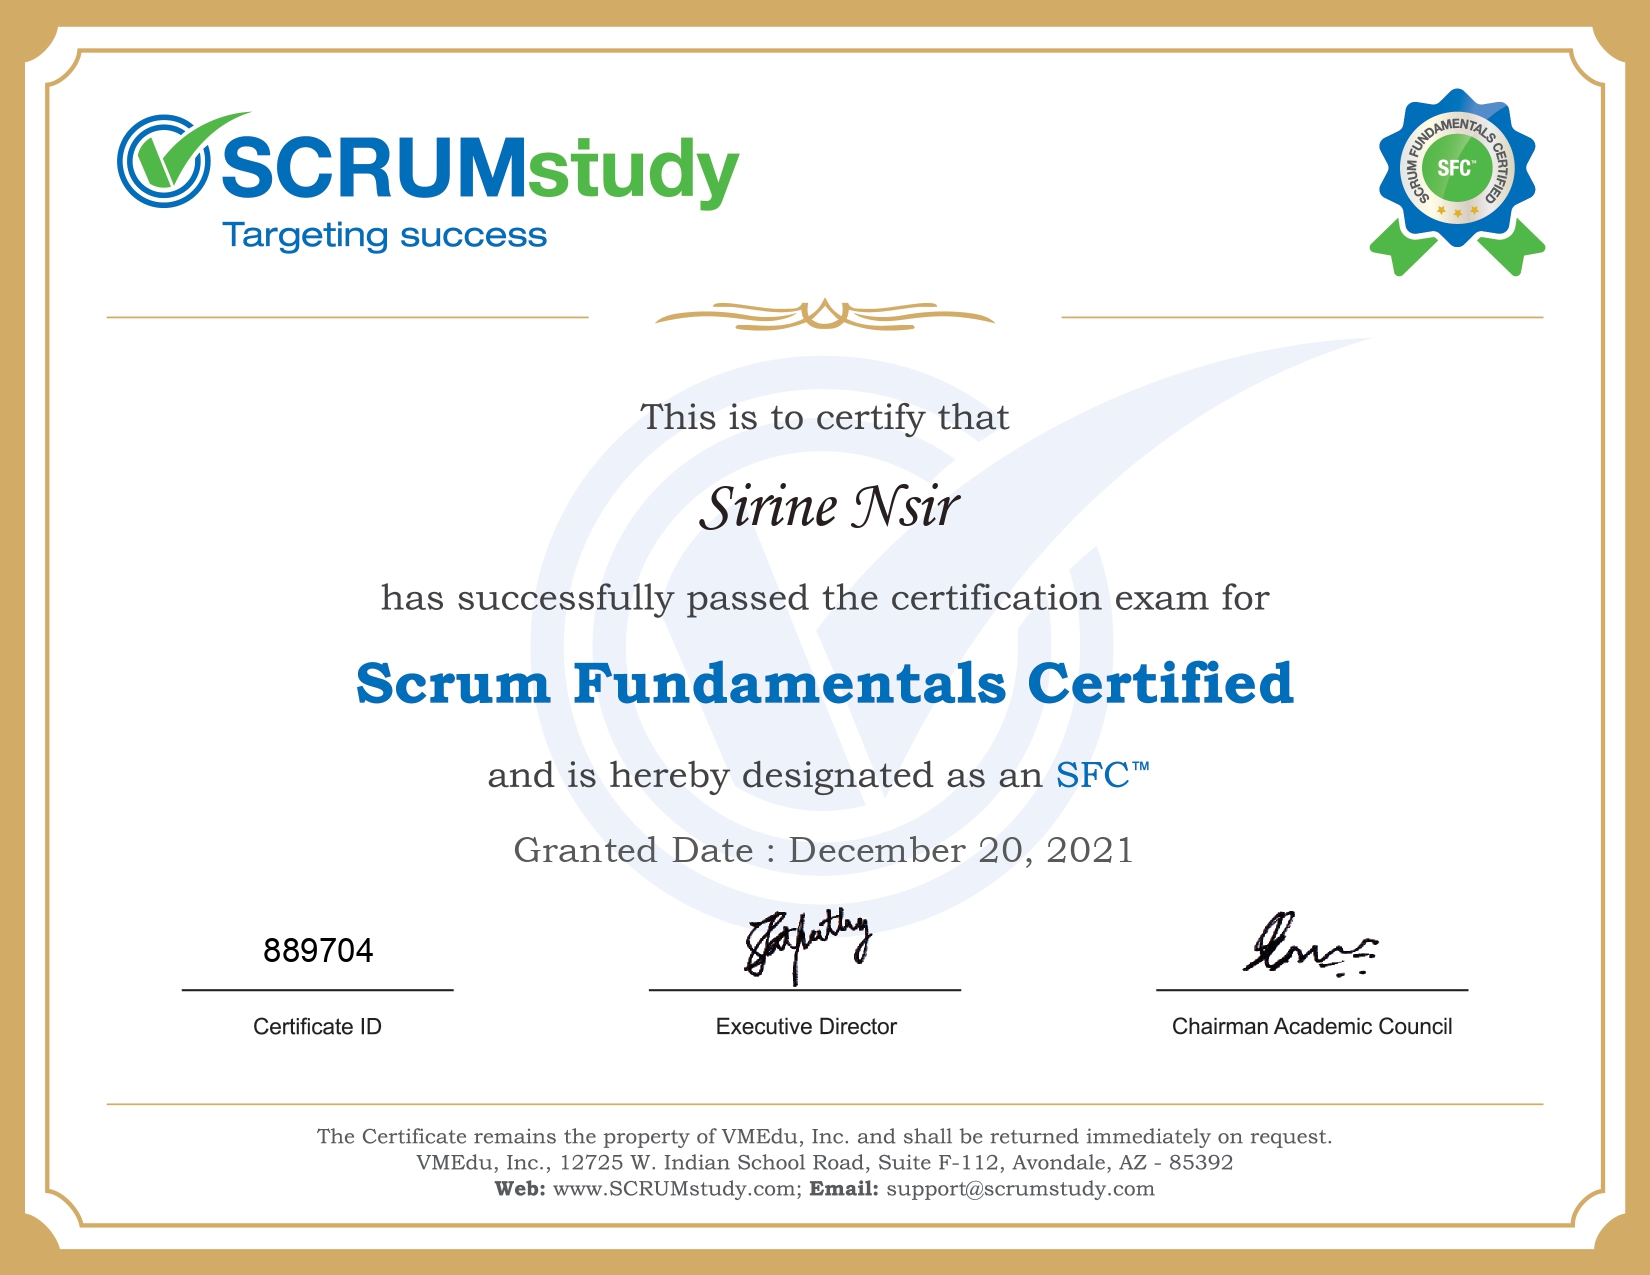 SCRUMstudy
Targeting success
SCRUM FUNDAMENTALS CERTIFIED
SFC™
This is to certify that
Sirine Nsir
has successfully passed the certification exam for
Scrum Fundamentals Certified
and is hereby designated as an SFC™
Granted Date : December 20, 2021
889704
Certificate ID
Executive Director
Chairman Academic Council
The Certificate remains the property of VMEdu, Inc. and shall be returned immediately on request.
VMEdu, Inc., 12725 W. Indian School Road, Suite F-112, Avondale, AZ - 85392
Web: www.SCRUMstudy.com; Email: support@scrumstudy.com